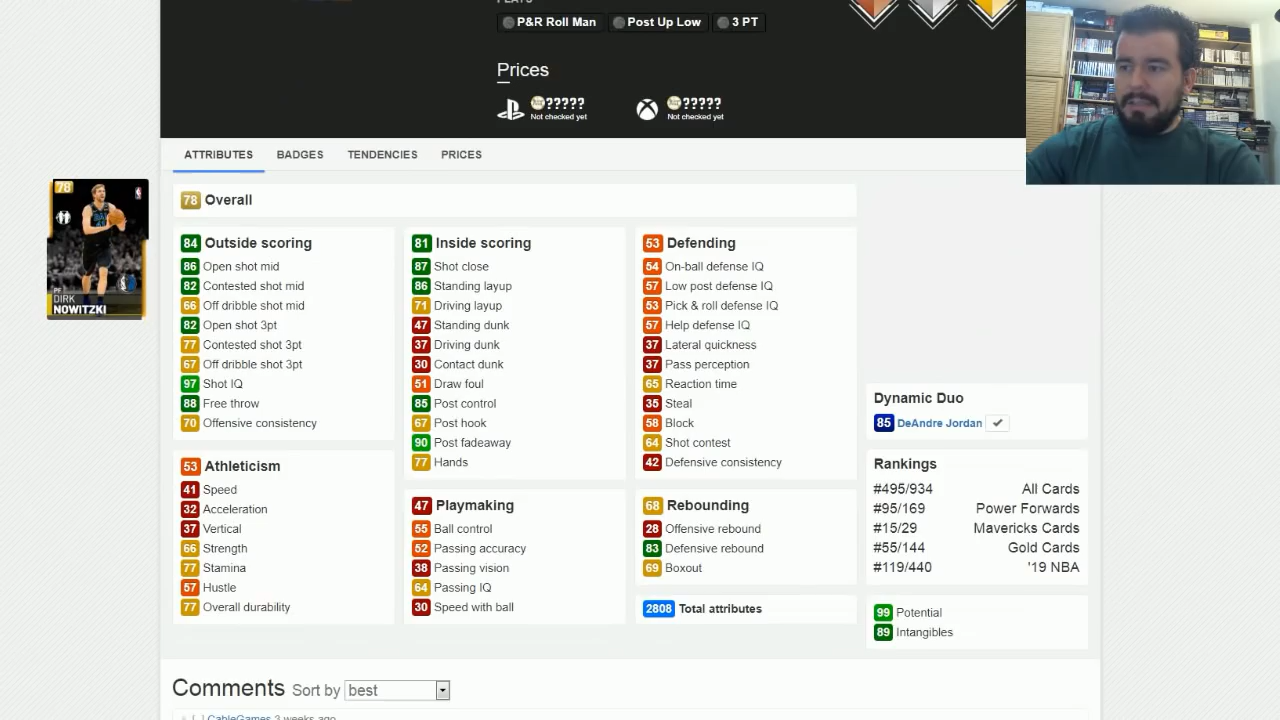 PLAYS
P&R Roll Man Post Up Low 3 PT
Prices
????? ?????
Not checked yet Not checked yet
ATTRIBUTES BADGES TENDENCIES PRICES
78
PF
DIRK
NOWITZKI
78 Overall
84 Outside scoring
86 Open shot mid
82 Contested shot mid
66 Off dribble shot mid
82 Open shot 3pt
77 Contested shot 3pt
67 Off dribble shot 3pt
97 Shot IQ
88 Free throw
70 Offensive consistency
53 Athleticism
41 Speed
32 Acceleration
37 Vertical
66 Strength
77 Stamina
57 Hustle
77 Overall durability
81 Inside scoring
87 Shot close
86 Standing layup
71 Driving layup
47 Standing dunk
37 Driving dunk
30 Contact dunk
51 Draw foul
85 Post control
67 Post hook
90 Post fadeaway
77 Hands
47 Playmaking
55 Ball control
52 Passing accuracy
38 Passing vision
64 Passing IQ
30 Speed with ball
53 Defending
54 On-ball defense IQ
57 Low post defense IQ
53 Pick & roll defense IQ
57 Help defense IQ
37 Lateral quickness
37 Pass perception
65 Reaction time
35 Steal
58 Block
64 Shot contest
42 Defensive consistency
68 Rebounding
28 Offensive rebound
83 Defensive rebound
69 Boxout
2808 Total attributes
Dynamic Duo
85 DeAndre Jordan
Rankings
#495/934 All Cards
#95/169 Power Forwards
#15/29 Mavericks Cards
#55/144 Gold Cards
#119/440 '19 NBA
99 Potential
89 Intangibles
Comments Sort by best
CableGames 3 weeks ago